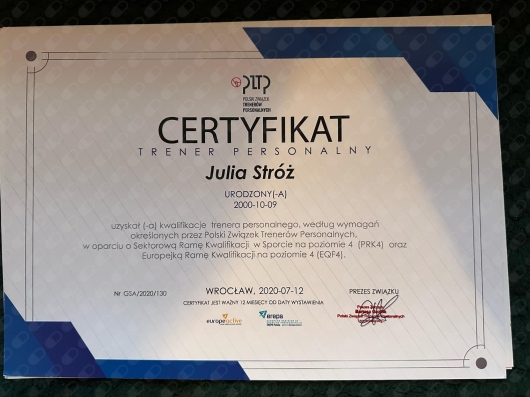 PZTP
POLSKI ZWIĄZEK
TRENERÓW
PERSONALNYCH
CERTYFIKAT
TRENER PERSONALNY
Julia Stróż
URODZONY(-A)
2000-10-09
uzyskał (-a) kwalifikacje trenera personalnego, według wymagań
określonych przez Polski Związek Trenerów Personalnych,
w oparciu o Sektorową Ramę Kwalifikacji w Sporcie na poziomie 4 (PRK4) oraz
Europejką Ramę Kwalifikacji na poziomie 4 (EQF4).
Nr GSA/2020/130
WROCŁAW, 2020-07-12
PREZES ZWIĄZKU
CERTYFIKAT JEST WAŻNY 12 MIESIĘCY OD DATY WYSTAWIENIA
europeactive
ereps